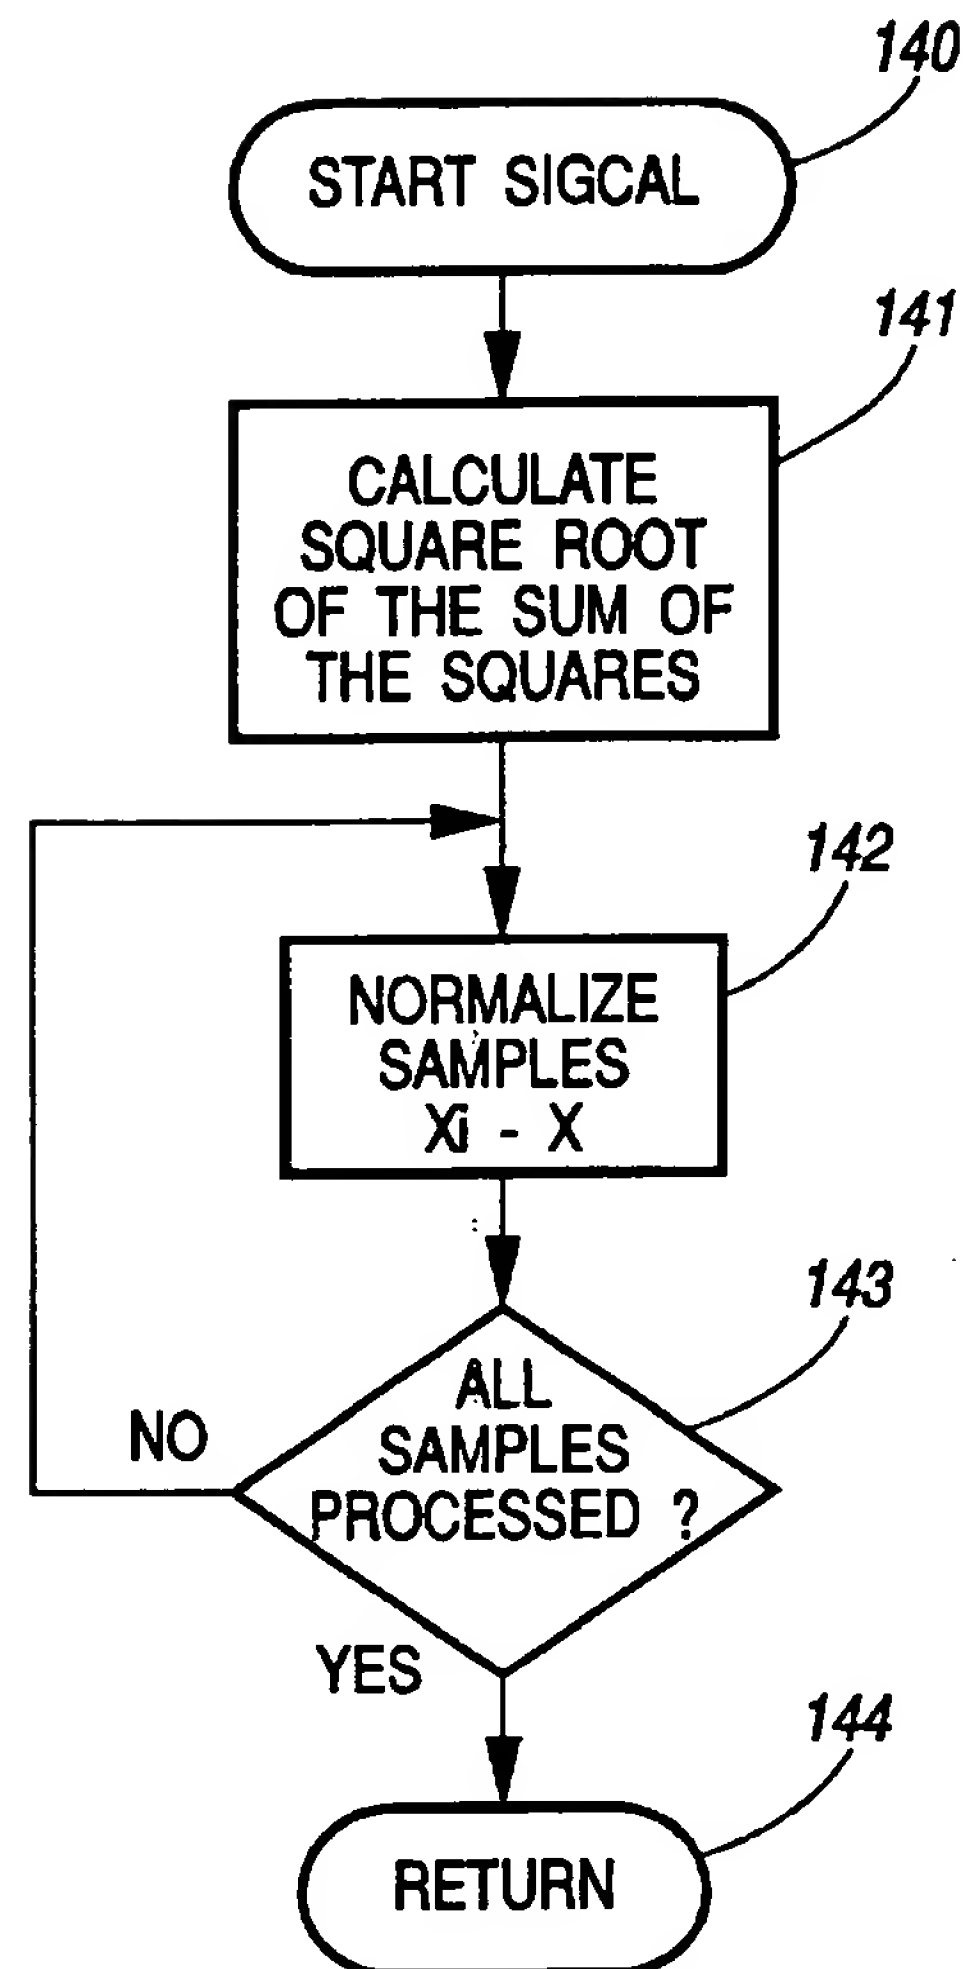 140
START SIGCAL
141
CALCULATE
SQUARE ROOT
OF THE SUM OF
THE SQUARES
142
NORMALIZE
SAMPLES
Xi - X
143
ALL
SAMPLES
PROCESSED ?
NO
YES
144
RETURN